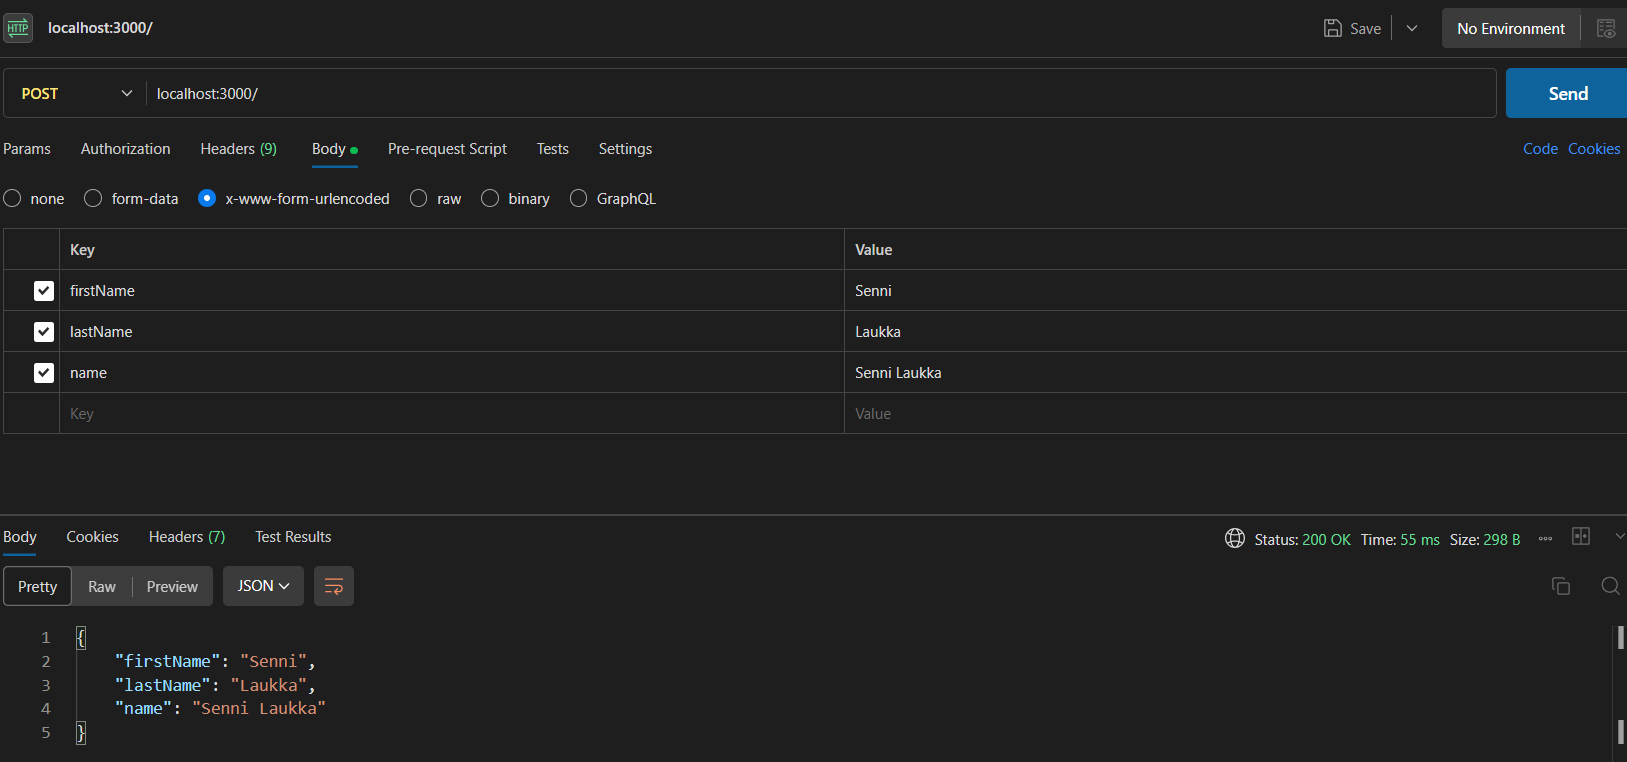 HTTP localhost:3000/ Save No Environment
POST localhost:3000/ Send
Params Authorization Headers (9) Body Pre-request Script Tests Settings Code Cookies
none form-data x-www-form-urlencoded raw binary GraphQL
Key Value
firstName Senni
lastName Laukka
name Senni Laukka
Key Value
Body Cookies Headers (7) Test Results Status: 200 OK Time: 55 ms Size: 298 B
Pretty Raw Preview JSON
1 {
2 "firstName": "Senni",
3 "lastName": "Laukka",
4 "name": "Senni Laukka"
5 }